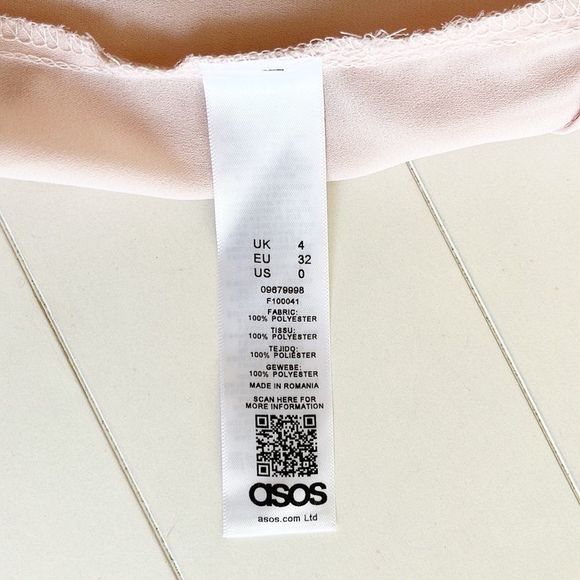 UK 4
EU 32
US 0
09679998
F100041
FABRIC:
100% POLYESTER
TISSU:
100% POLYESTER
TEJIDO:
100% POLIÉSTER
GEWEBE:
100% POLYESTER
MADE IN ROMANIA
SCAN HERE FOR
MORE INFORMATION
asos
asos.com Ltd